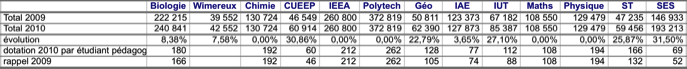 Biologie Wimereux Chimie CUEEP IEEA Polytech Géo IAE IUT Maths Physique ST SES
Total 2009 222 215 39 552 130 724 46 549 260 800 372 819 50 811 123 373 67 182 108 550 129 479 47 235 146 933
Total 2010 240 841 42 552 130 724 60 914 260 800 372 819 62 390 127 873 85 387 108 550 129 479 59 456 193 213
évolution 8,38% 7,58% 0,00% 30,86% 0,00% 0,00% 22,79% 3,65% 27,10% 0,00% 0,00% 25,87% 31,50%
dotation 2010 par étudiant pédagog 180 192 60 212 262 128 77 112 108 194 166 69
rappel 2009 166 192 46 212 262 105 74 88 108 194 132 52